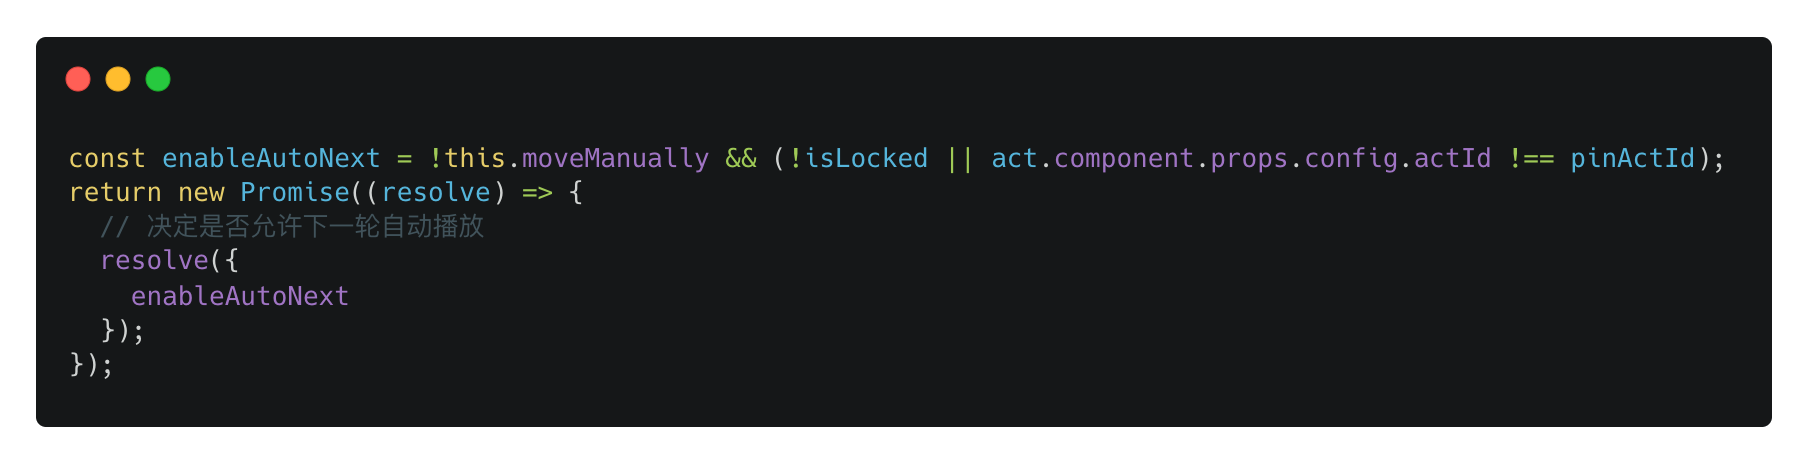 const enableAutoNext = !this.moveManually && (!isLocked || act.component.props.config.actId !== pinActId);
return new Promise((resolve) => {
  // 决定是否允许下一轮自动播放
  resolve({
    enableAutoNext
  });
});